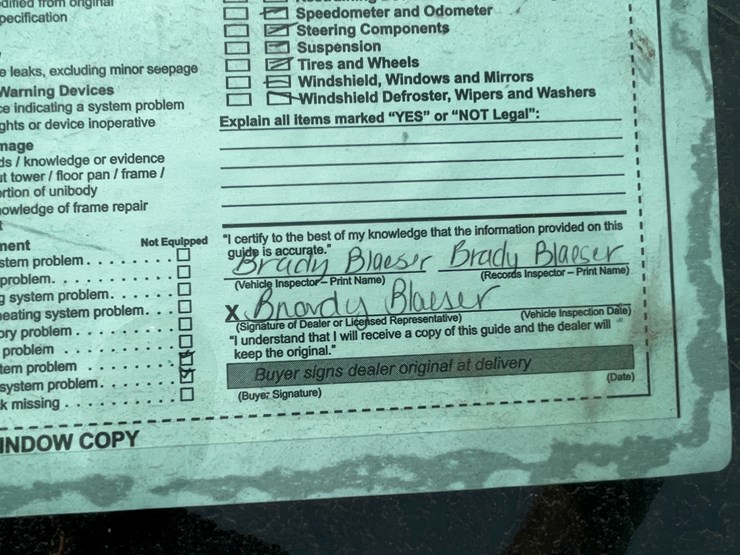 dified from original
pecification
e leaks, excluding minor seepage
Warning Devices
ce indicating a system problem
ghts or device inoperative
mage
ds / knowledge or evidence
ut tower / floor pan / frame /
ortion of unibody
owledge of frame repair
t
ment
Not Equipped
stem problem . . . . . . . .
problem. . . . . . . . . .
g system problem. . . . .
eating system problem. . .
ory problem . . . . . . . .
problem . . . . . . . . . .
tem problem . . . . . . . .
system problem. . . . . . .
k missing . . . . . . . . .
INDOW COPY
Speedometer and Odometer
Steering Components
Suspension
Tires and Wheels
Windshield, Windows and Mirrors
Windshield Defroster, Wipers and Washers
Explain all items marked “YES” or “NOT Legal”:
“I certify to the best of my knowledge that the information provided on this
guide is accurate.”
Brady Blaeser Brady Blaeser
(Vehicle Inspector – Print Name) (Records Inspector – Print Name)
X Brady Blaeser
(Signature of Dealer or Licensed Representative) (Vehicle Inspection Date)
“I understand that I will receive a copy of this guide and the dealer will
keep the original.”
Buyer signs dealer original at delivery
(Buyer Signature) (Date)